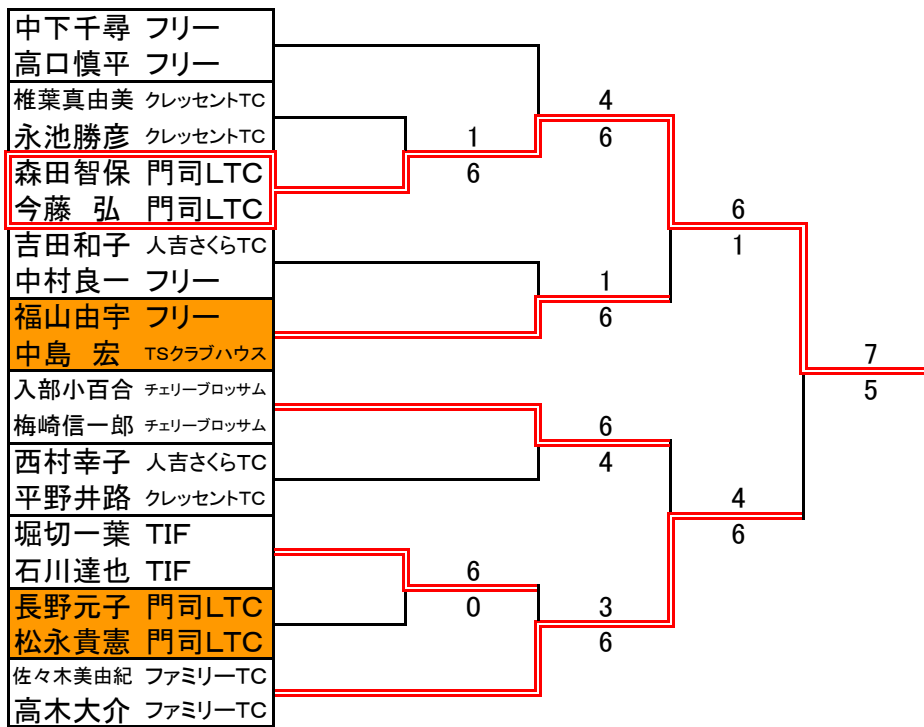 中下千尋 フリー
高口慎平 フリー
椎葉真由美 クレッセントTC
永池勝彦 クレッセントTC
森田智保 門司LTC
今藤 弘 門司LTC
吉田和子 人吉さくらTC
中村良一 フリー
福山由宇 フリー
中島 宏 TSクラブハウス
入部小百合 チェリーブロッサム
梅崎信一郎 チェリーブロッサム
西村幸子 人吉さくらTC
平野井路 クレッセントTC
堀切一葉 TIF
石川達也 TIF
長野元子 門司LTC
松永貴憲 門司LTC
佐々木美由紀 ファミリーTC
高木大介 ファミリーTC
1
6
6
0
4
6
1
6
6
4
3
6
6
1
4
6
7
5